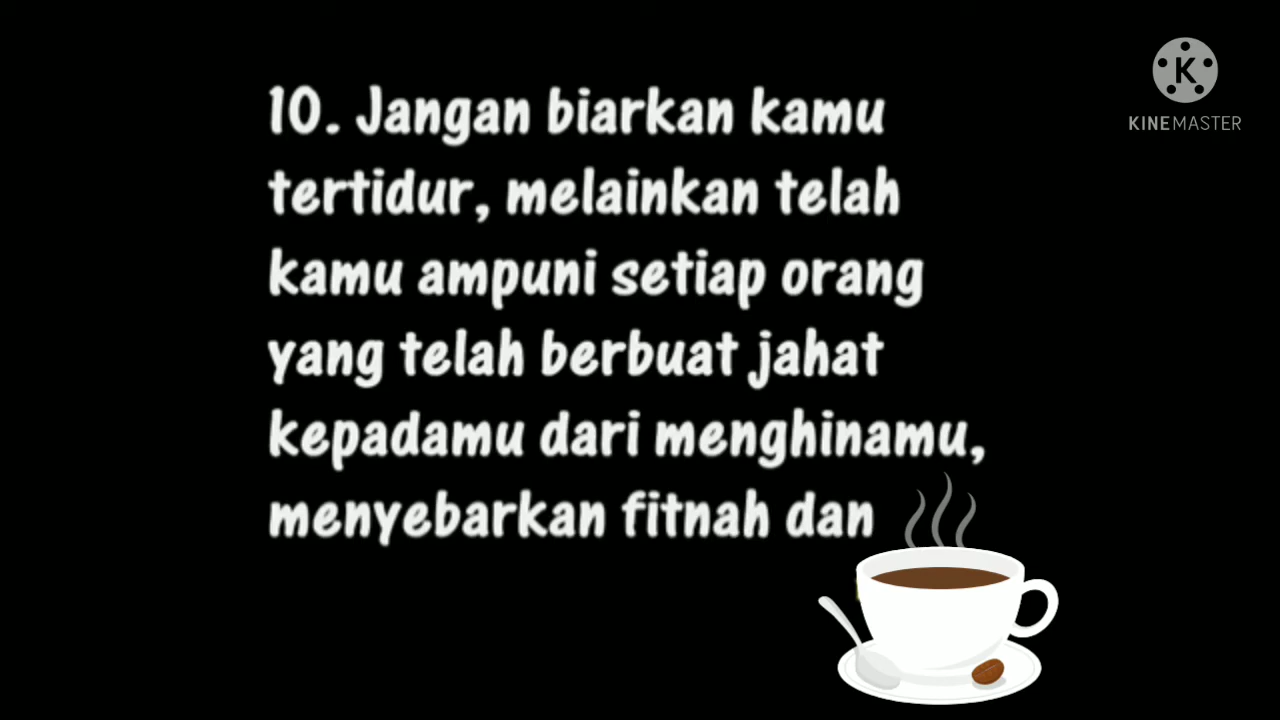 10. Jangan biarkan kamu
tertidur, melainkan telah
kamu ampuni setiap orang
yang telah berbuat jahat
kepadamu dari menghinamu,
menyebarkan fitnah dan
K
KINEMASTER